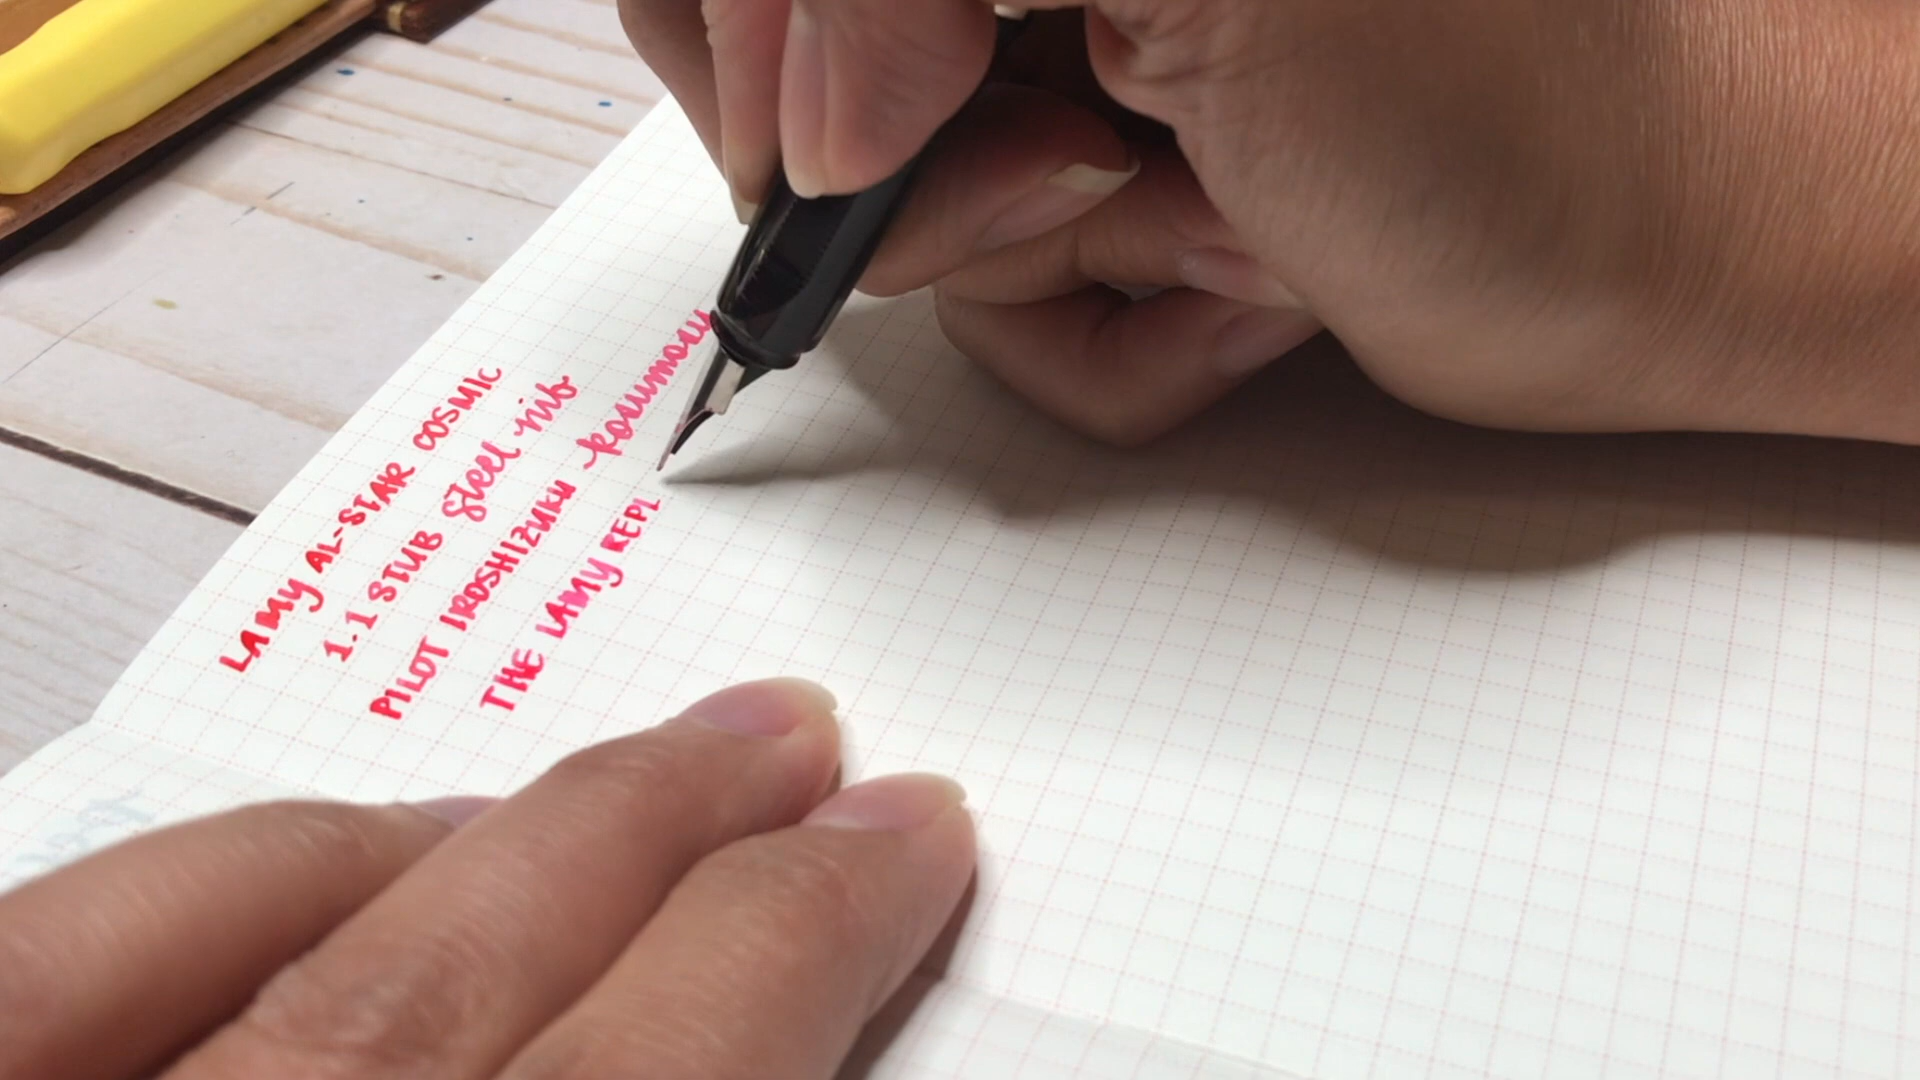 LAMY AL-STAR COSMIC
1.1 STUB steel nib
PILOT IROSHIZUKU
THE LAMY REPL